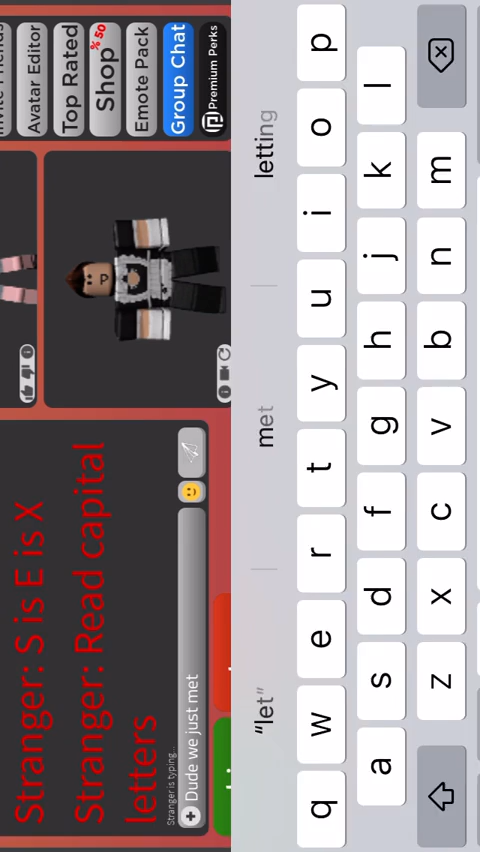 Avatar Editor
Top Rated
Shop
% 50
Emote Pack
Group Chat
Premium Perks
Stranger: S is E is X
Stranger: Read capital
letters
Stranger is typing...
Dude we just met
“let”
met
letting
q w e r t y u i o p
a s d f g h j k l
z x c v b n m